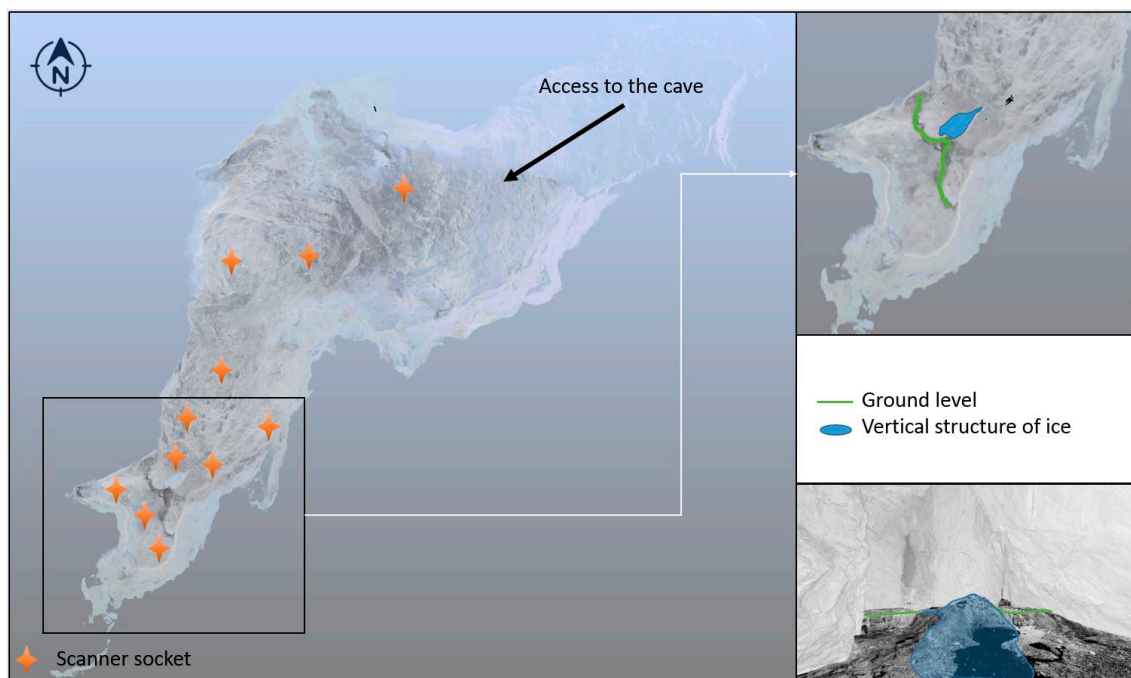 N
Access to the cave
Ground level
Vertical structure of ice
Scanner socket